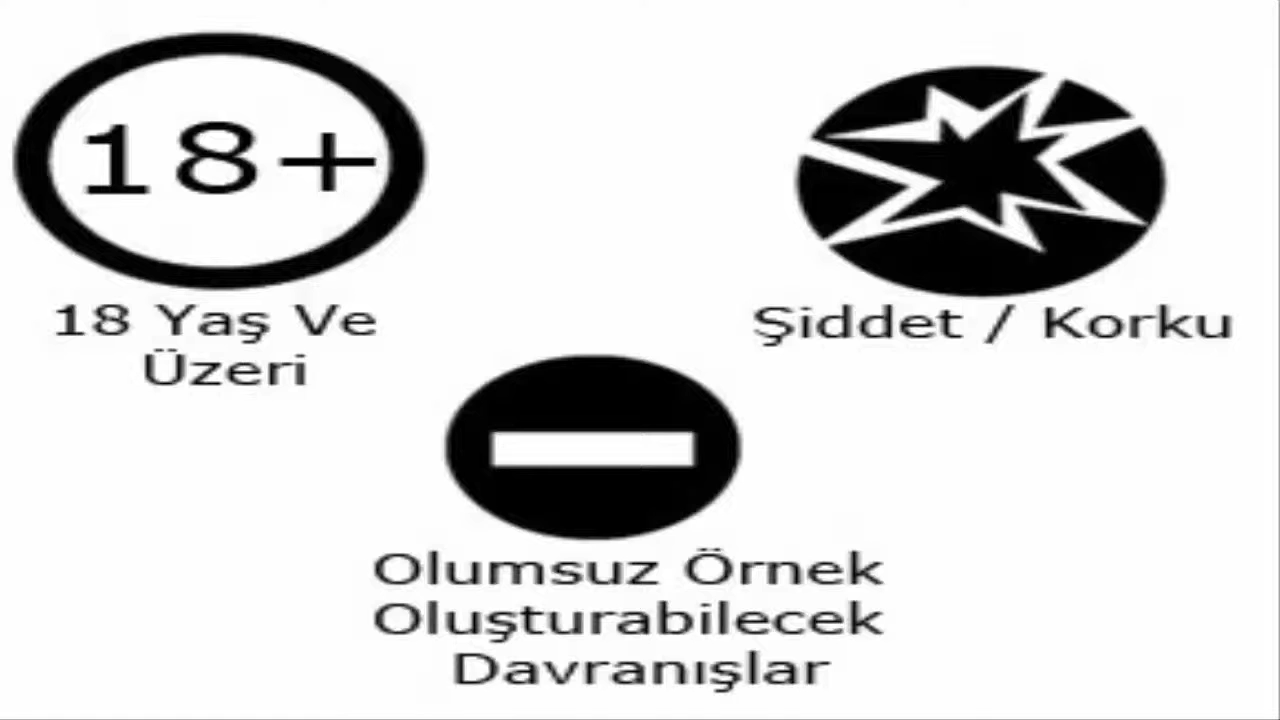 18+
18 Yaş Ve
Üzeri
Şiddet / Korku
Olumsuz Örnek
Oluşturabilecek
Davranışlar